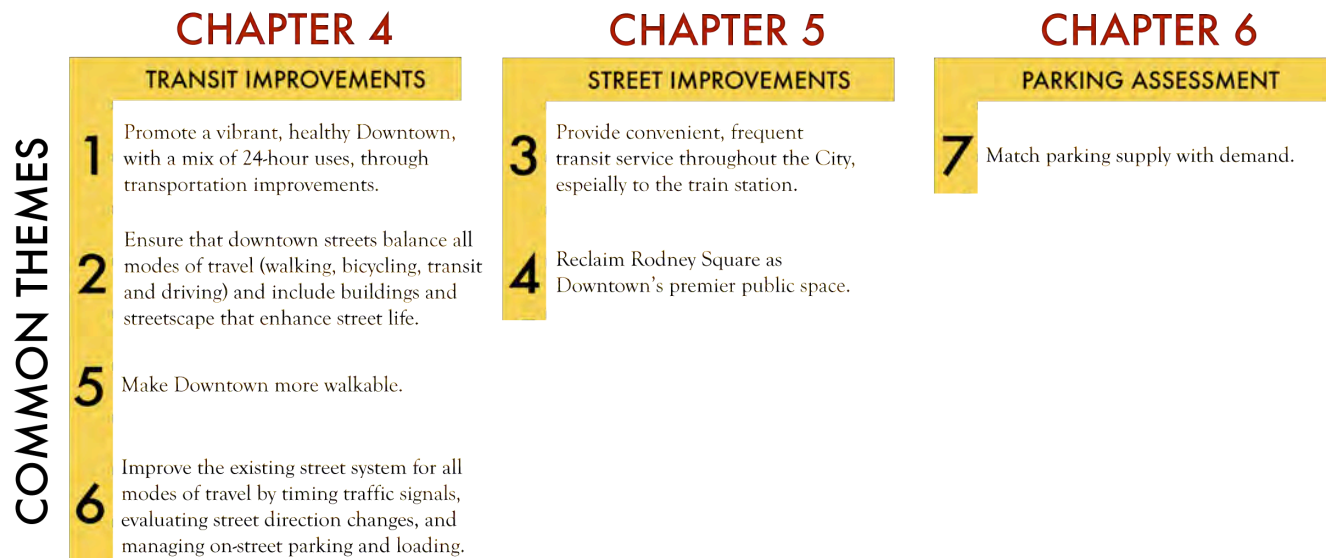 COMMON THEMES
CHAPTER 4
TRANSIT IMPROVEMENTS
1
Promote a vibrant, healthy Downtown,
with a mix of 24-hour uses, through
transportation improvements.
2
Ensure that downtown streets balance all
modes of travel (walking, bicycling, transit
and driving) and include buildings and
streetscape that enhance street life.
5
Make Downtown more walkable.
6
Improve the existing street system for all
modes of travel by timing traffic signals,
evaluating street direction changes, and
managing on-street parking and loading.
CHAPTER 5
STREET IMPROVEMENTS
3
Provide convenient, frequent
transit service throughout the City,
espeially to the train station.
4
Reclaim Rodney Square as
Downtown's premier public space.
CHAPTER 6
PARKING ASSESSMENT
7
Match parking supply with demand.